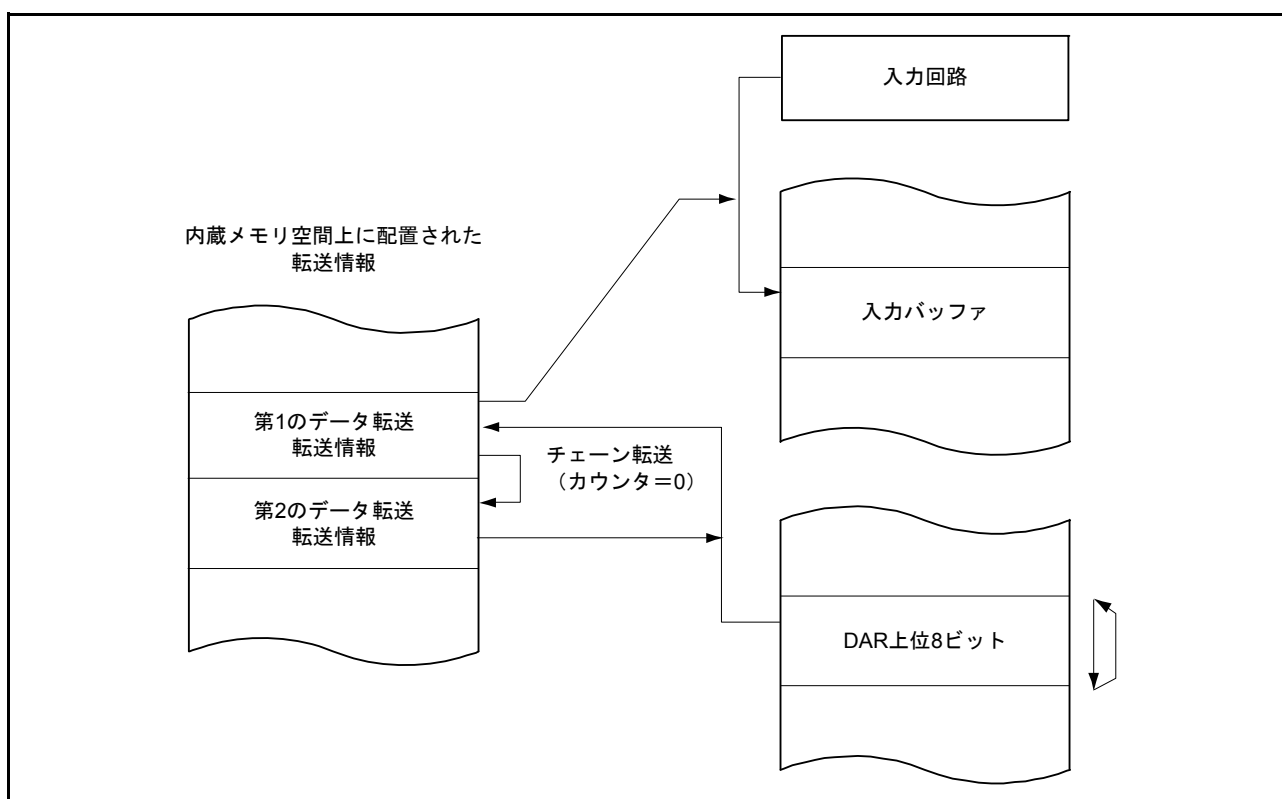 入力回路
内蔵メモリ空間上に配置された
転送情報
入力バッファ
第1のデータ転送
転送情報
チェーン転送
（カウンタ＝0）
第2のデータ転送
転送情報
DAR上位8ビット